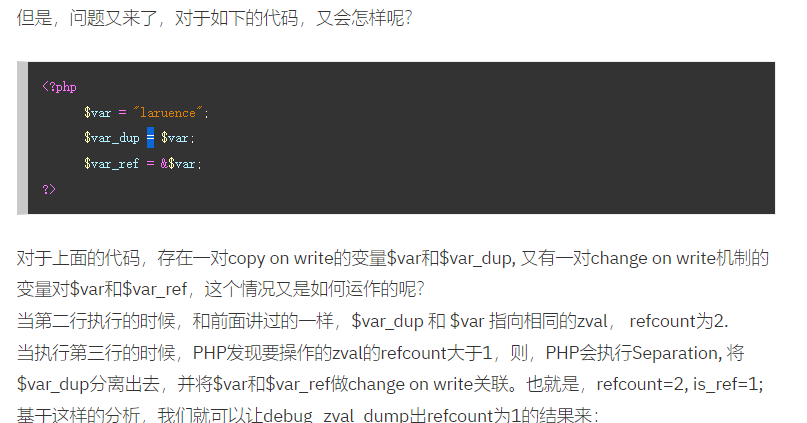 但是，问题又来了，对于如下的代码，又会怎样呢？
<?php
$var = "laruence";
$var_dup = $var;
$var_ref = &$var;
?>
对于上面的代码，存在一对copy on write的变量$var和$var_dup, 又有一对change on write机制的
变量对$var和$var_ref，这个情况又是如何运作的呢？
当第二行执行的时候，和前面讲过的一样，$var_dup 和 $var 指向相同的zval， refcount为2.
当执行第三行的时候，PHP发现要操作的zval的refcount大于1，则，PHP会执行Separation, 将
$var_dup分离出去，并将$var和$var_ref做change on write关联。也就是，refcount=2, is_ref=1;
基于这样的分析，我们就可以让debug_zval_dump出refcount为1的结果来：